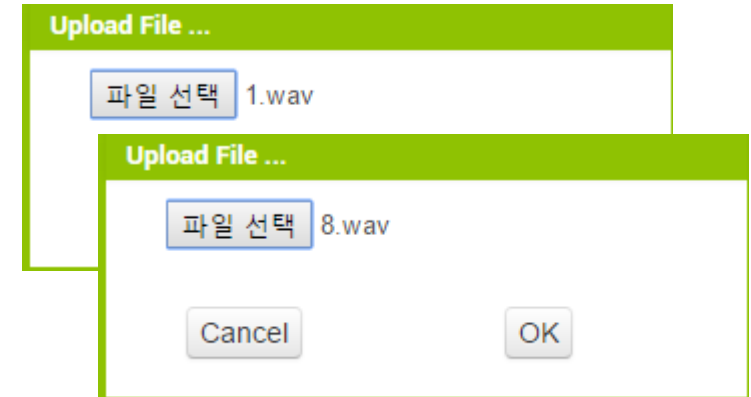 Upload File ...
파일 선택 1.wav
Upload File ...
파일 선택 8.wav
Cancel OK